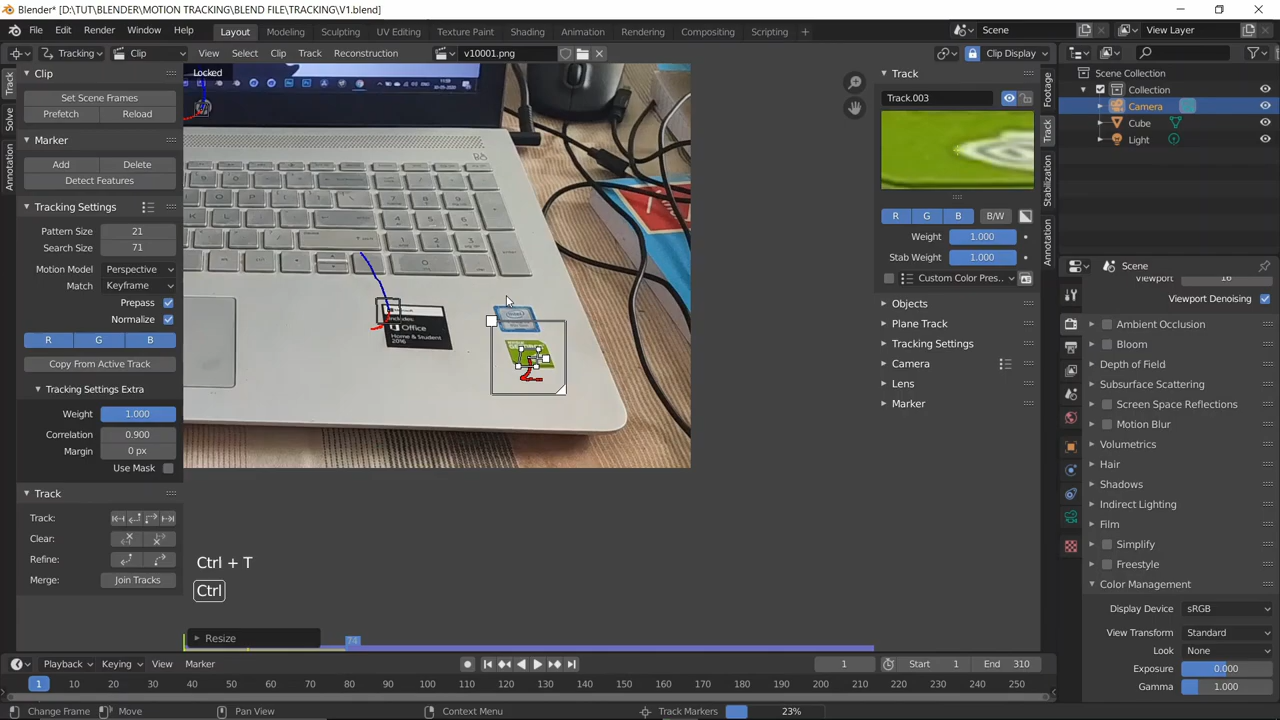 Blender* [D:\TUT\BLENDER\MOTION TRACKING\BLEND FILE\TRACKING\V1.blend]
File Edit Render Window Help Layout Modeling Sculpting UV Editing Texture Paint Shading Animation Rendering Compositing Scripting + Scene View Layer
Tracking Clip View Select Clip Track Reconstruction v10001.png Clip Display
Clip
Set Scene Frames
Prefetch Reload
Marker
Add Delete
Detect Features
Tracking Settings
Pattern Size 21
Search Size 71
Motion Model Perspective
Match Keyframe
Prepass
Normalize
R G B
Copy From Active Track
Tracking Settings Extra
Weight 1.000
Correlation 0.900
Margin 0 px
Use Mask
Track
Track:
Clear:
Refine:
Merge: Join Tracks
Track
Solve
Annotation
Locked
Office
Home & Student
Ctrl + T
Ctrl
Resize
74
Track
Track.003
R G B B/W
Weight 1.000
Stab Weight 1.000
Custom Color Pres...
Objects
Plane Track
Tracking Settings
Camera
Lens
Marker
Footage
Track
Stabilization
Annotation
Scene Collection
Collection
Camera
Cube
Light
Scene
Viewport 16
Viewport Denoising
Ambient Occlusion
Bloom
Depth of Field
Subsurface Scattering
Screen Space Reflections
Motion Blur
Volumetrics
Hair
Shadows
Indirect Lighting
Film
Simplify
Freestyle
Color Management
Display Device sRGB
View Transform Standard
Look None
Exposure 0.000
Gamma 1.000
Playback Keying View Marker 1 Start 1 End 310
1 10 20 30 40 50 60 70 80 90 100 110 120 130 140 150 160 170 180 190 200 210 220 230 240 250
Change Frame Pan View Context Menu Track Markers 23%
Move